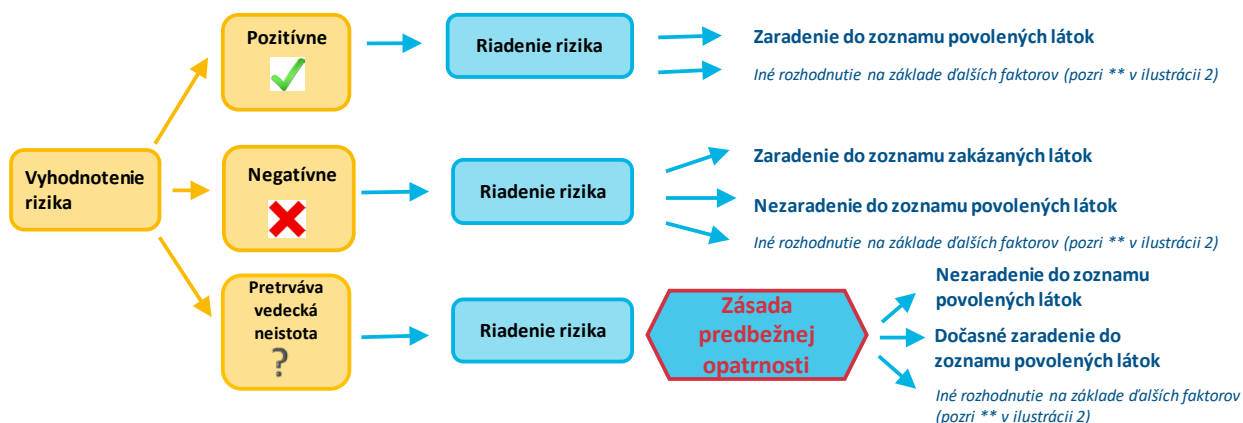 Vyhodnotenie
rizika
Pozitívne
Riadenie rizika
Zaradenie do zoznamu povolených látok
Iné rozhodnutie na základe ďalších faktorov (pozri ** v ilustrácii 2)
Negatívne
Riadenie rizika
Zaradenie do zoznamu zakázaných látok
Nezaradenie do zoznamu povolených látok
Iné rozhodnutie na základe ďalších faktorov (pozri ** v ilustrácii 2)
Pretrváva
vedecká
neistota
?
Riadenie rizika
Zásada
predbežnej
opatrnosti
Nezaradenie do zoznamu
povolených látok
Dočasné zaradenie do
zoznamu povolených látok
Iné rozhodnutie na základe ďalších faktorov
(pozri ** v ilustrácii 2)